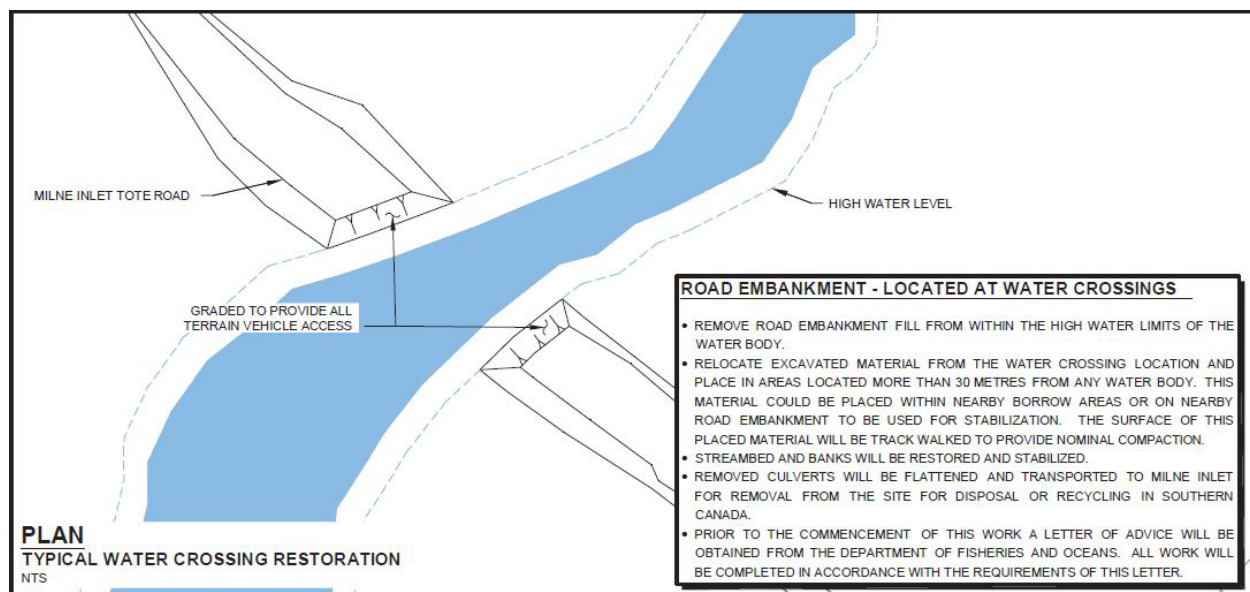 MILNE INLET TOTE ROAD
HIGH WATER LEVEL
GRADED TO PROVIDE ALL
TERRAIN VEHICLE ACCESS
ROAD EMBANKMENT - LOCATED AT WATER CROSSINGS
• REMOVE ROAD EMBANKMENT FILL FROM WITHIN THE HIGH WATER LIMITS OF THE
WATER BODY.
• RELOCATE EXCAVATED MATERIAL FROM THE WATER CROSSING LOCATION AND
PLACE IN AREAS LOCATED MORE THAN 30 METRES FROM ANY WATER BODY. THIS
MATERIAL COULD BE PLACED WITHIN NEARBY BORROW AREAS OR ON NEARBY
ROAD EMBANKMENT TO BE USED FOR STABILIZATION. THE SURFACE OF THIS
PLACED MATERIAL WILL BE TRACK WALKED TO PROVIDE NOMINAL COMPACTION.
• STREAMBED AND BANKS WILL BE RESTORED AND STABILIZED.
• REMOVED CULVERTS WILL BE FLATTENED AND TRANSPORTED TO MILNE INLET
FOR REMOVAL FROM THE SITE FOR DISPOSAL OR RECYCLING IN SOUTHERN
CANADA.
• PRIOR TO THE COMMENCEMENT OF THIS WORK A LETTER OF ADVICE WILL BE
OBTAINED FROM THE DEPARTMENT OF FISHERIES AND OCEANS. ALL WORK WILL
BE COMPLETED IN ACCORDANCE WITH THE REQUIREMENTS OF THIS LETTER.
PLAN
TYPICAL WATER CROSSING RESTORATION
NTS